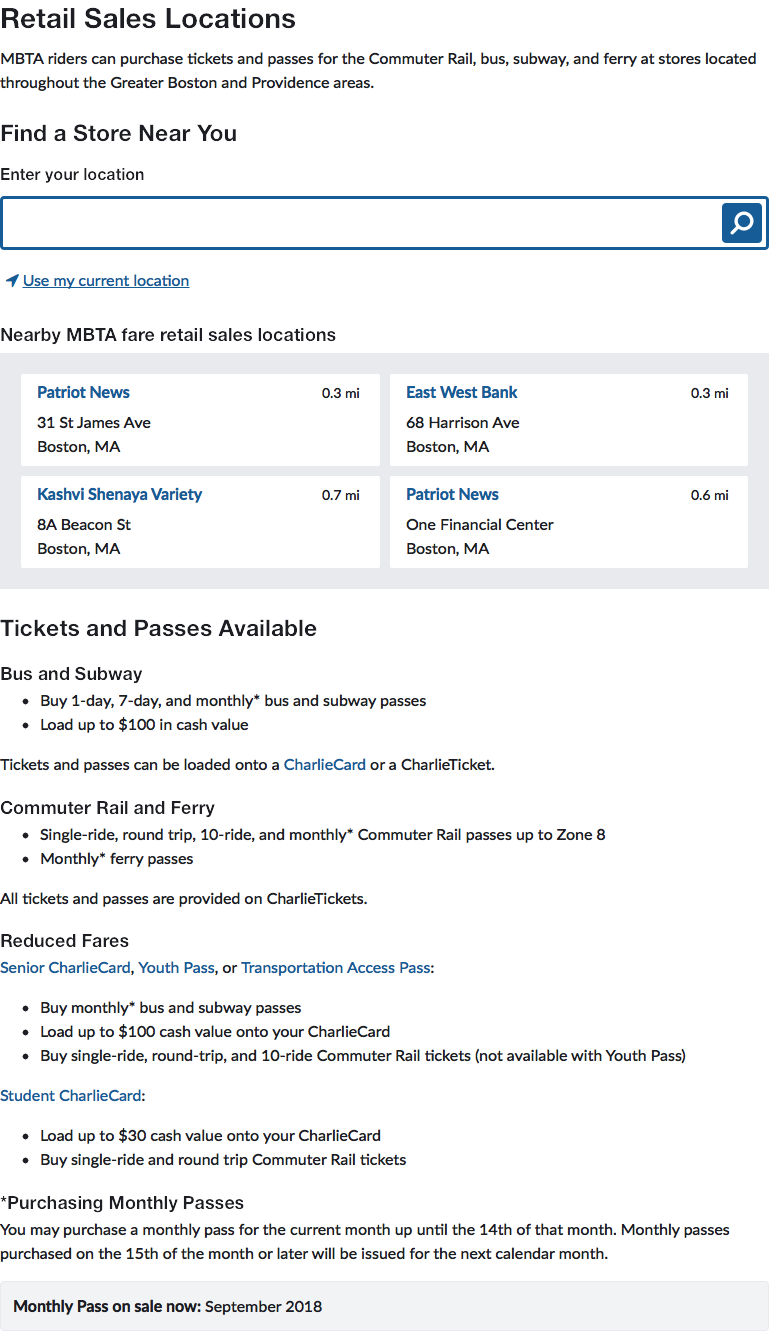 Retail Sales Locations
MBTA riders can purchase tickets and passes for the Commuter Rail, bus, subway, and ferry at stores located
throughout the Greater Boston and Providence areas.
Find a Store Near You
Enter your location
Use my current location
Nearby MBTA fare retail sales locations
Patriot News 0.3 mi
31 St James Ave
Boston, MA
East West Bank 0.3 mi
68 Harrison Ave
Boston, MA
Kashvi Shenaya Variety 0.7 mi
8A Beacon St
Boston, MA
Patriot News 0.6 mi
One Financial Center
Boston, MA
Tickets and Passes Available
Bus and Subway
• Buy 1-day, 7-day, and monthly* bus and subway passes
• Load up to $100 in cash value
Tickets and passes can be loaded onto a CharlieCard or a CharlieTicket.
Commuter Rail and Ferry
• Single-ride, round trip, 10-ride, and monthly* Commuter Rail passes up to Zone 8
• Monthly* ferry passes
All tickets and passes are provided on CharlieTickets.
Reduced Fares
Senior CharlieCard, Youth Pass, or Transportation Access Pass:
• Buy monthly* bus and subway passes
• Load up to $100 cash value onto your CharlieCard
• Buy single-ride, round-trip, and 10-ride Commuter Rail tickets (not available with Youth Pass)
Student CharlieCard:
• Load up to $30 cash value onto your CharlieCard
• Buy single-ride and round trip Commuter Rail tickets
*Purchasing Monthly Passes
You may purchase a monthly pass for the current month up until the 14th of that month. Monthly passes
purchased on the 15th of the month or later will be issued for the next calendar month.
Monthly Pass on sale now: September 2018